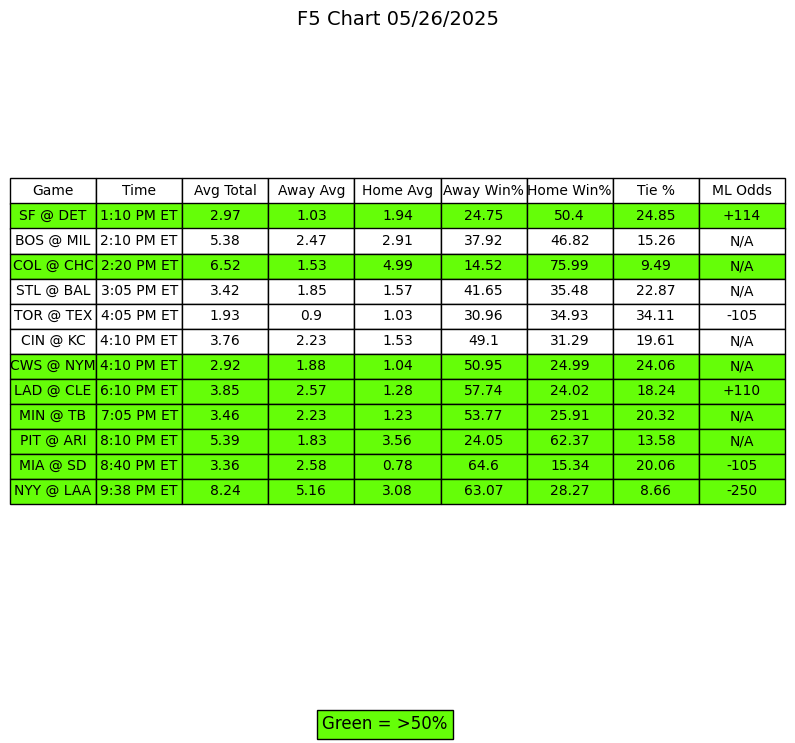 F5 Chart 05/26/2025
Game Time Avg Total Away Avg Home Avg Away Win% Home Win% Tie % ML Odds
SF @ DET 1:10 PM ET 2.97 1.03 1.94 24.75 50.4 24.85 +114
BOS @ MIL 2:10 PM ET 5.38 2.47 2.91 37.92 46.82 15.26 N/A
COL @ CHC 2:20 PM ET 6.52 1.53 4.99 14.52 75.99 9.49 N/A
STL @ BAL 3:05 PM ET 3.42 1.85 1.57 41.65 35.48 22.87 N/A
TOR @ TEX 4:05 PM ET 1.93 0.9 1.03 30.96 34.93 34.11 -105
CIN @ KC 4:10 PM ET 3.76 2.23 1.53 49.1 31.29 19.61 N/A
CWS @ NYM 4:10 PM ET 2.92 1.88 1.04 50.95 24.99 24.06 N/A
LAD @ CLE 6:10 PM ET 3.85 2.57 1.28 57.74 24.02 18.24 +110
MIN @ TB 7:05 PM ET 3.46 2.23 1.23 53.77 25.91 20.32 N/A
PIT @ ARI 8:10 PM ET 5.39 1.83 3.56 24.05 62.37 13.58 N/A
MIA @ SD 8:40 PM ET 3.36 2.58 0.78 64.6 15.34 20.06 -105
NYY @ LAA 9:38 PM ET 8.24 5.16 3.08 63.07 28.27 8.66 -250
Green = >50%